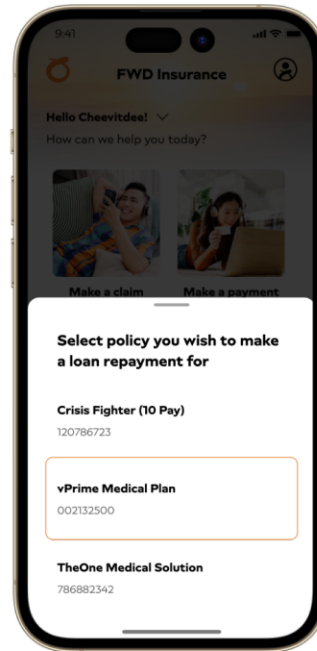 9:41
FWD Insurance
Hello Cheevitdee!
How can we help you today?
Make a claim
Make a payment
Select policy you wish to make
a loan repayment for
Crisis Fighter (10 Pay)
120786723
vPrime Medical Plan
002132500
TheOne Medical Solution
786882342